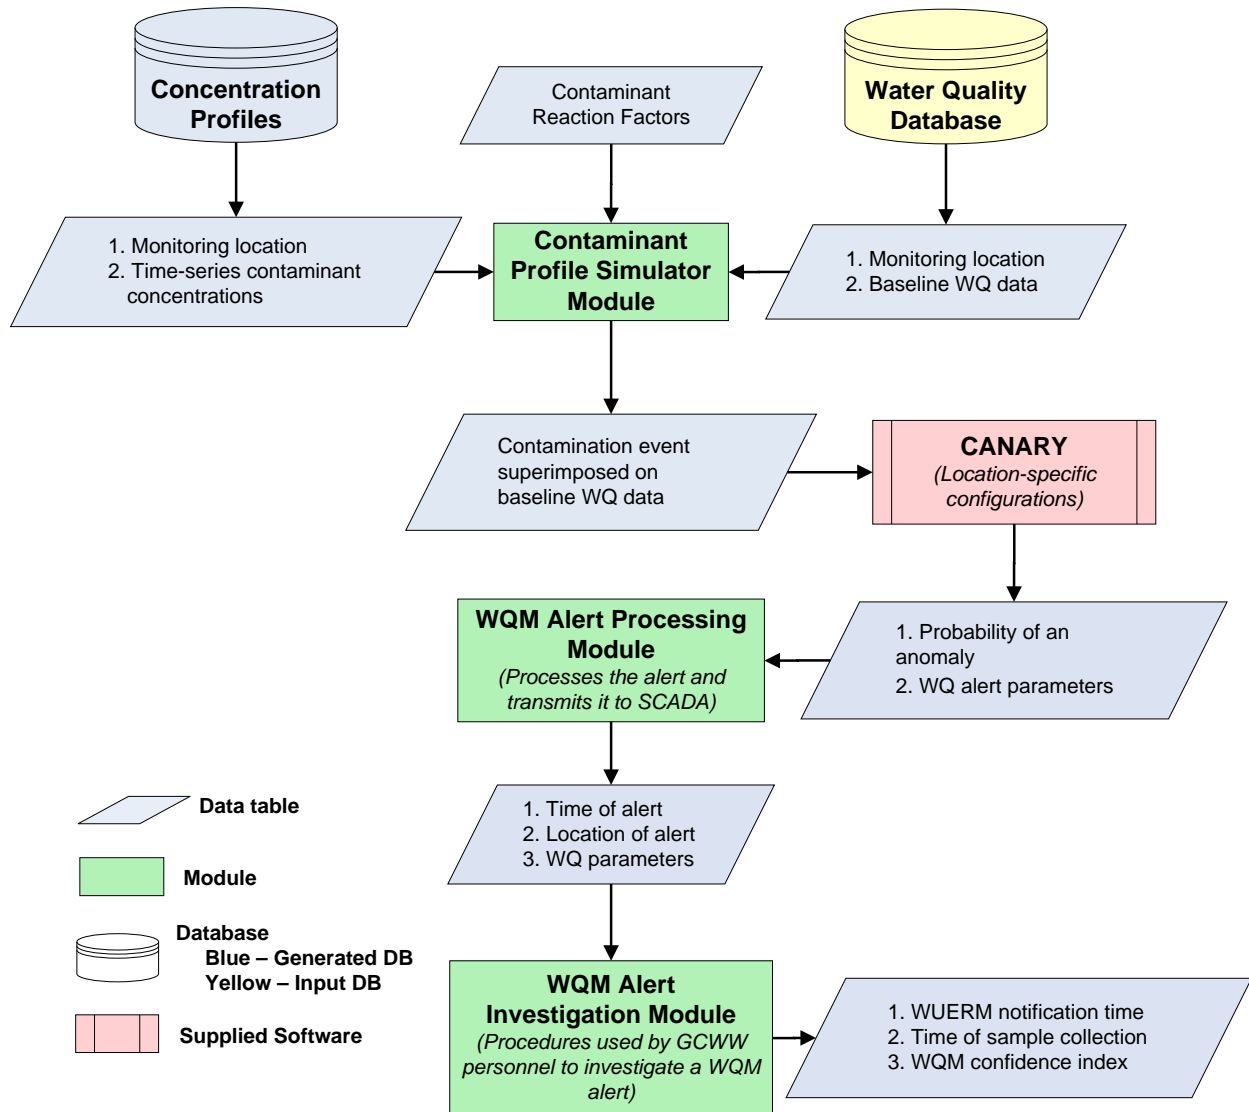 Concentration
Profiles
Contaminant
Reaction Factors
Water Quality
Database
1. Monitoring location
2. Time-series contaminant
concentrations
Contaminant
Profile Simulator
Module
1. Monitoring location
2. Baseline WQ data
Contamination event
superimposed on
baseline WQ data
CANARY
(Location-specific
configurations)
WQM Alert Processing
Module
(Processes the alert and
transmits it to SCADA)
1. Probability of an
anomaly
2. WQ alert parameters
1. Time of alert
2. Location of alert
3. WQ parameters
Data table
Module
Database
Blue – Generated DB
Yellow – Input DB
Supplied Software
WQM Alert
Investigation Module
(Procedures used by GCWW
personnel to investigate a WQM
alert)
1. WUERM notification time
2. Time of sample collection
3. WQM confidence index